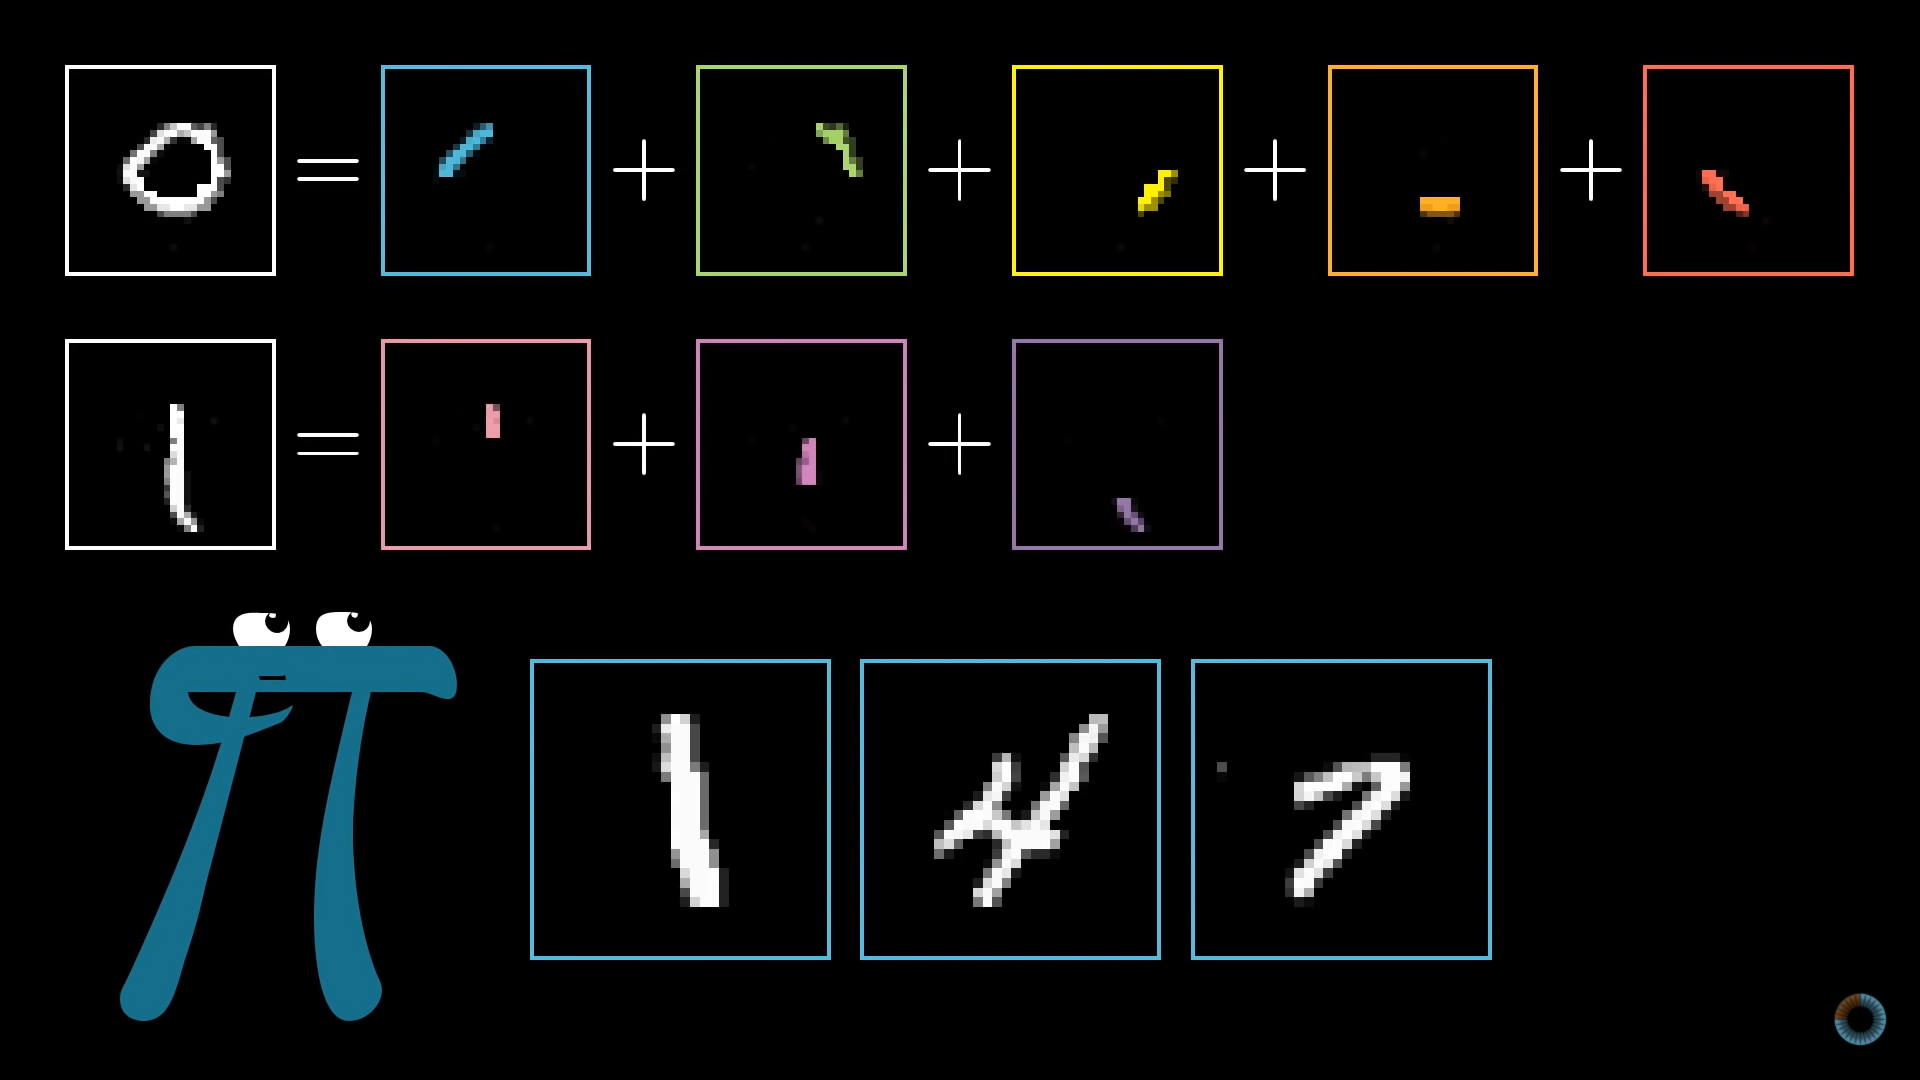 0 = + + + +
1 = + +
1 4 7